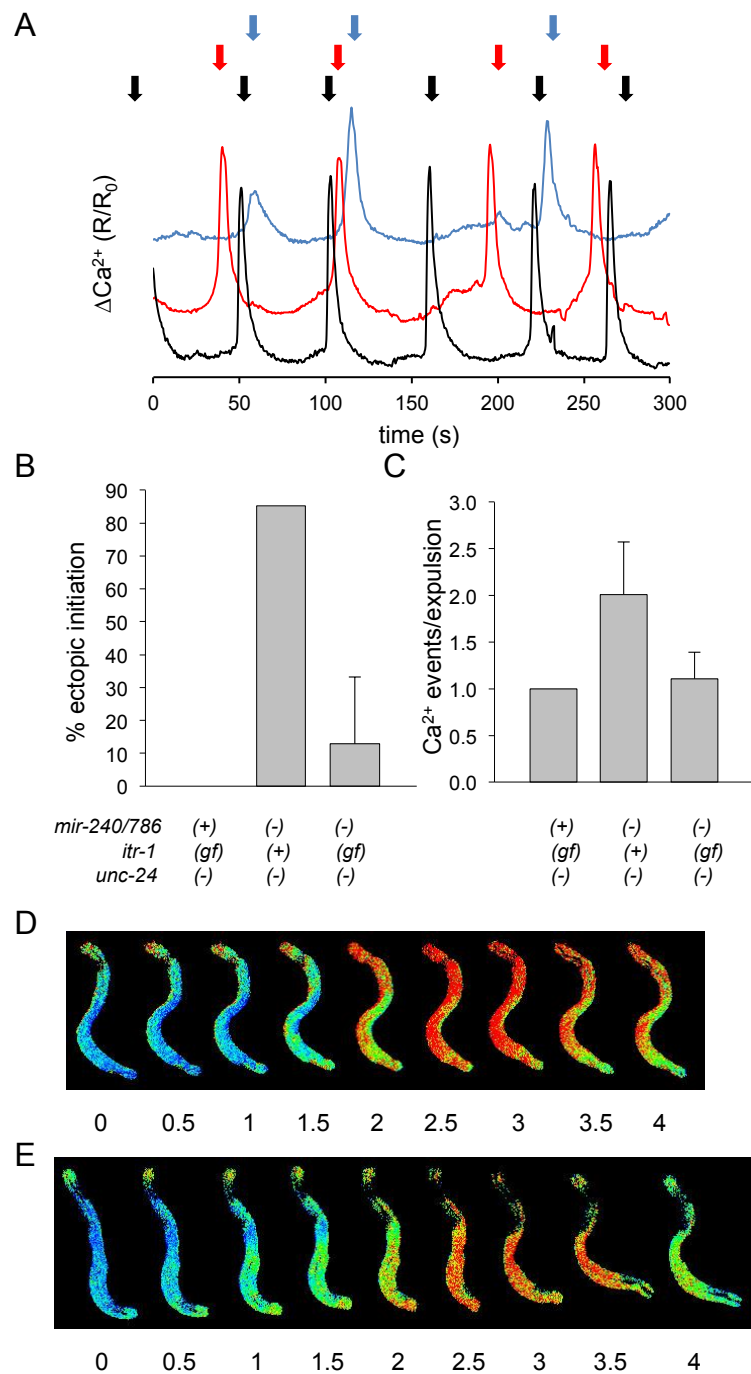 A
ΔCa²⁺ (R/R₀)
0 50 100 150 200 250 300
time (s)
B
% ectopic initiation
90
80
70
60
50
40
30
20
10
0
mir-240/786 (+) (-) (-)
itr-1 (gf) (+) (gf)
unc-24 (-) (-) (-)
C
Ca²⁺ events/expulsion
3.0
2.5
2.0
1.5
1.0
0.5
0.0
(+) (-) (-)
(gf) (+) (gf)
(-) (-) (-)
D
0 0.5 1 1.5 2 2.5 3 3.5 4
E
0 0.5 1 1.5 2 2.5 3 3.5 4